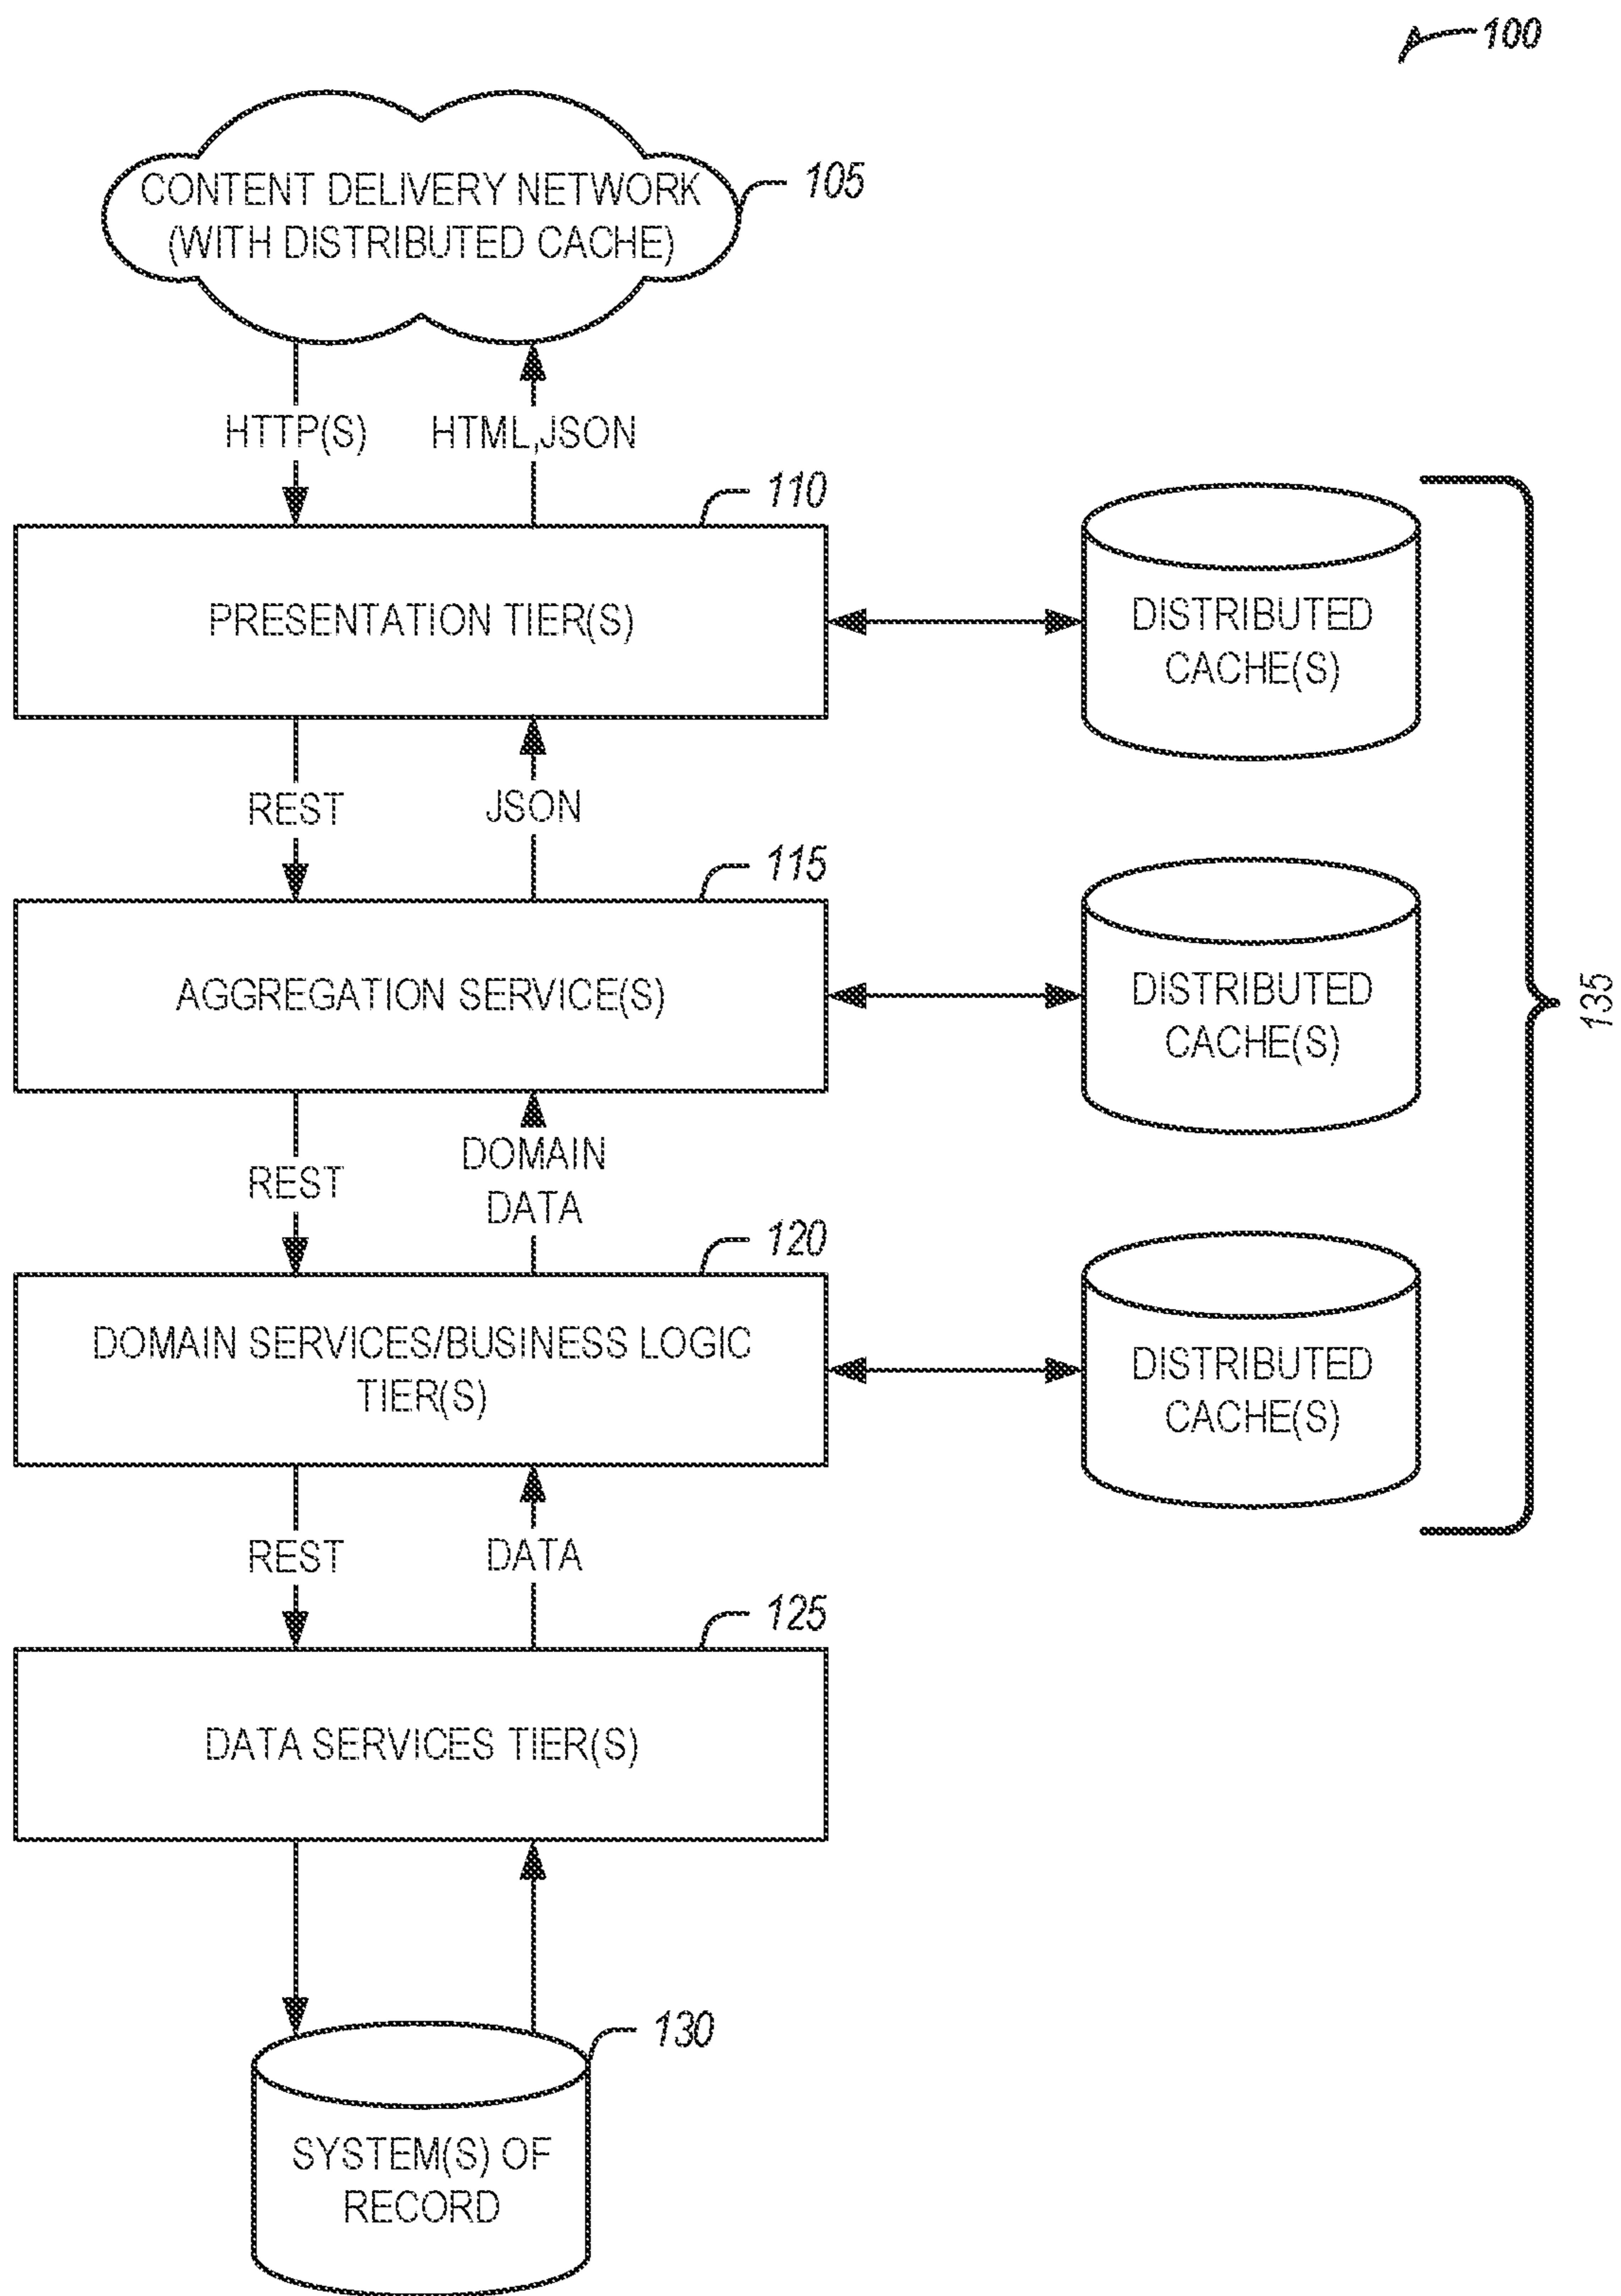 100
CONTENT DELIVERY NETWORK
(WITH DISTRIBUTED CACHE)
105
HTTP(S)
HTML,JSON
110
PRESENTATION TIER(S)
DISTRIBUTED
CACHE(S)
REST
JSON
115
AGGREGATION SERVICE(S)
DISTRIBUTED
CACHE(S)
135
REST
DOMAIN
DATA
120
DOMAIN SERVICES/BUSINESS LOGIC
TIER(S)
DISTRIBUTED
CACHE(S)
REST
DATA
125
DATA SERVICES TIER(S)
130
SYSTEM(S) OF
RECORD